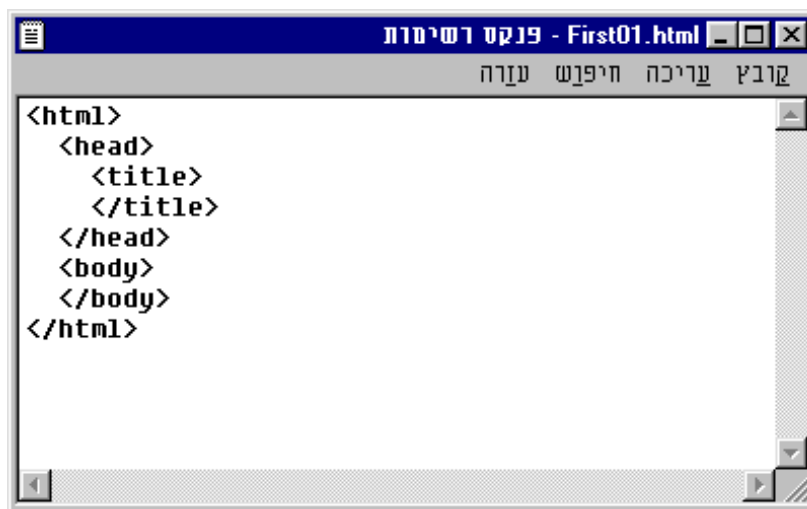 פנקס רשימות - First01.html
קובץ עריכה חיפוש עזרה
<html>
  <head>
    <title>
    </title>
  </head>
  <body>
  </body>
</html>